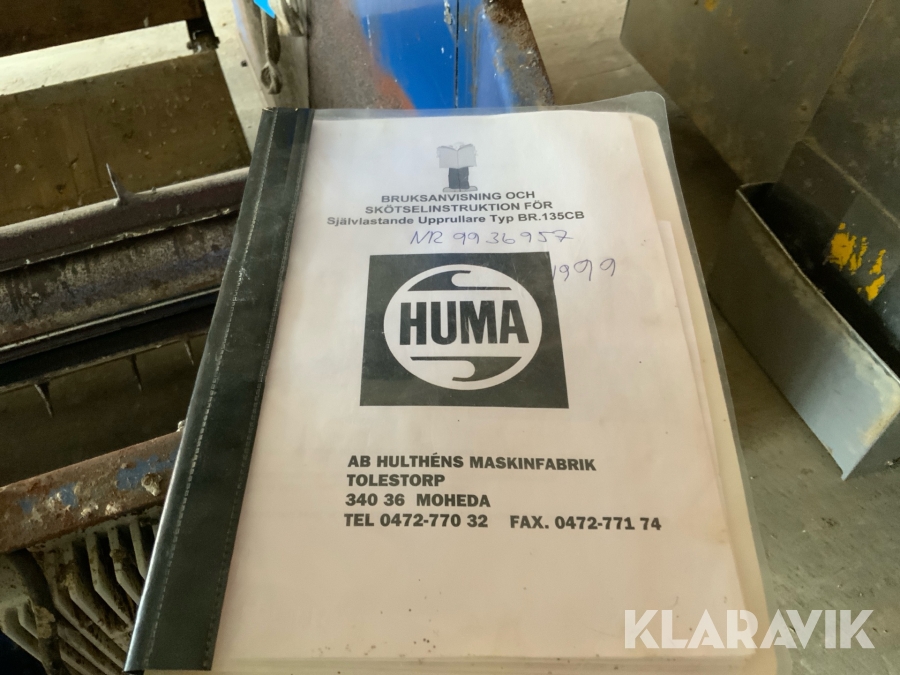 BRUKSANVISNING OCH
SKÖTSELINSTRUKTION FÖR
Självlastande Upprullare Typ BR.135CB
NR 9936957
1999
HUMA
AB HULTHÉNS MASKINFABRIK
TOLESTORP
340 36 MOHEDA
TEL 0472-770 32 FAX. 0472-771 74
KLARAVIK